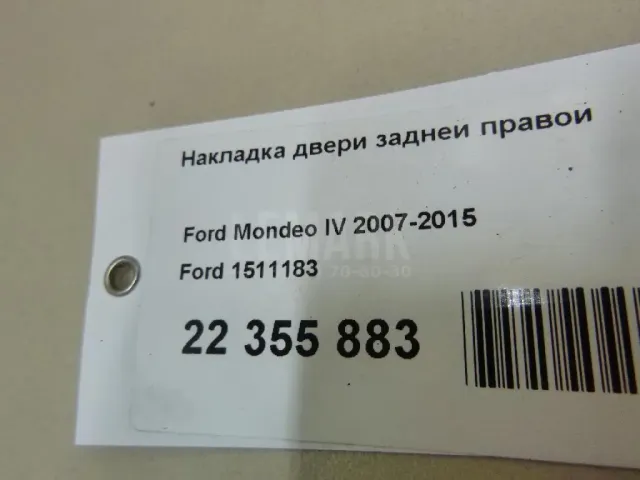 Накладка двери задней правой
Ford Mondeo IV 2007-2015
Ford 1511183
22 355 883